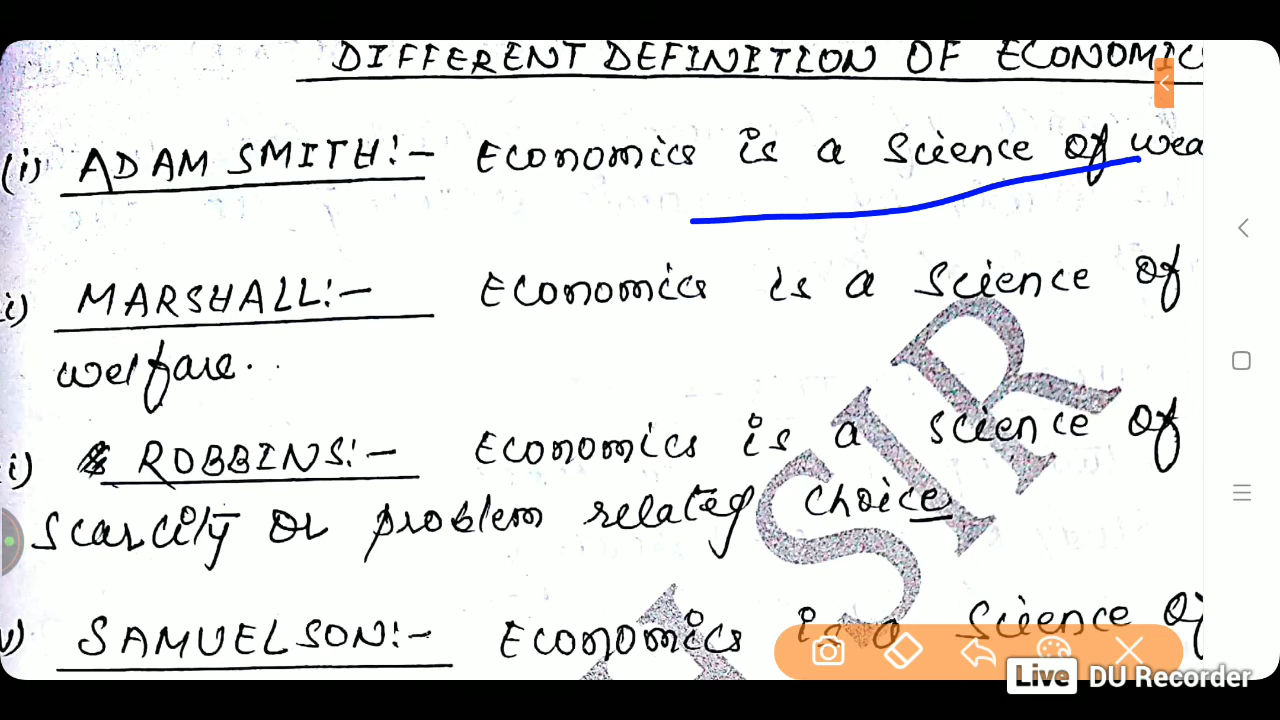 DIFFERENT DEFINITION OF ECONOMIC
(i) ADAM SMITH:- Economics is a science of wea
i) MARSHALL:- Economics is a science of
welfare.
i) ROBBINS:- Economics is a science of
scarcity or problem related choice
v) SAMUELSON:- Economics is a science of
SIR
Live DU Recorder